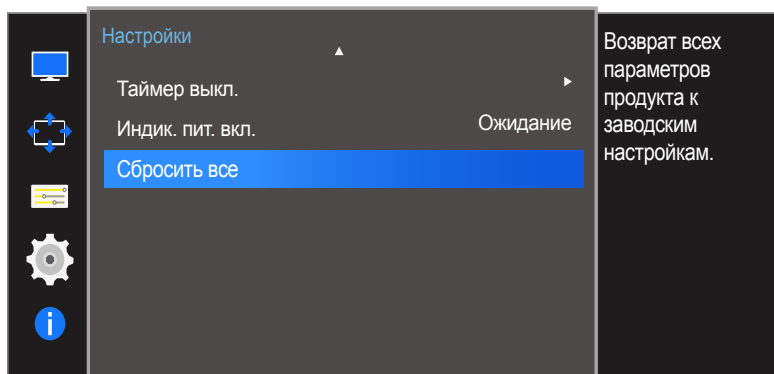 Настройки
Таймер выкл.
Индик. пит. вкл.
Ожидание
Сбросить все
Возврат всех
параметров
продукта к
заводским
настройкам.